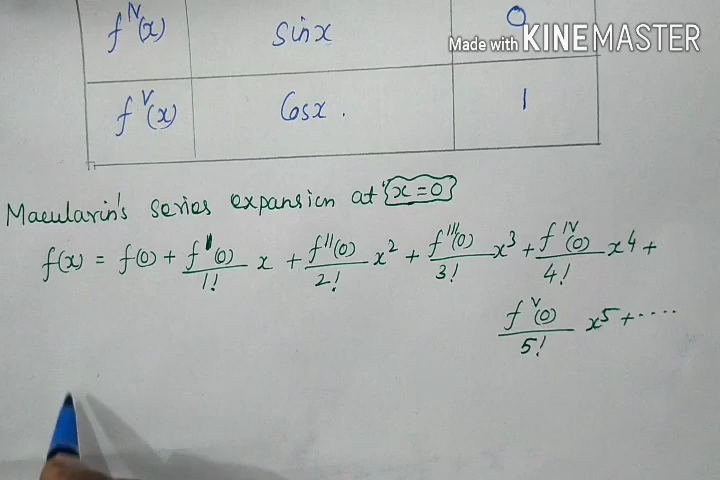 f^IV(x) sinx 0
Made with KINEMASTER
f^V(x) Cosx. 1
Maculavin's series expansion at x=0
f(x) = f(0) + f'(0)/1! x + f''(0)/2! x^2 + f'''(0)/3! x^3 + f^IV(0)/4! x^4 +
f^V(0)/5! x^5 + ....